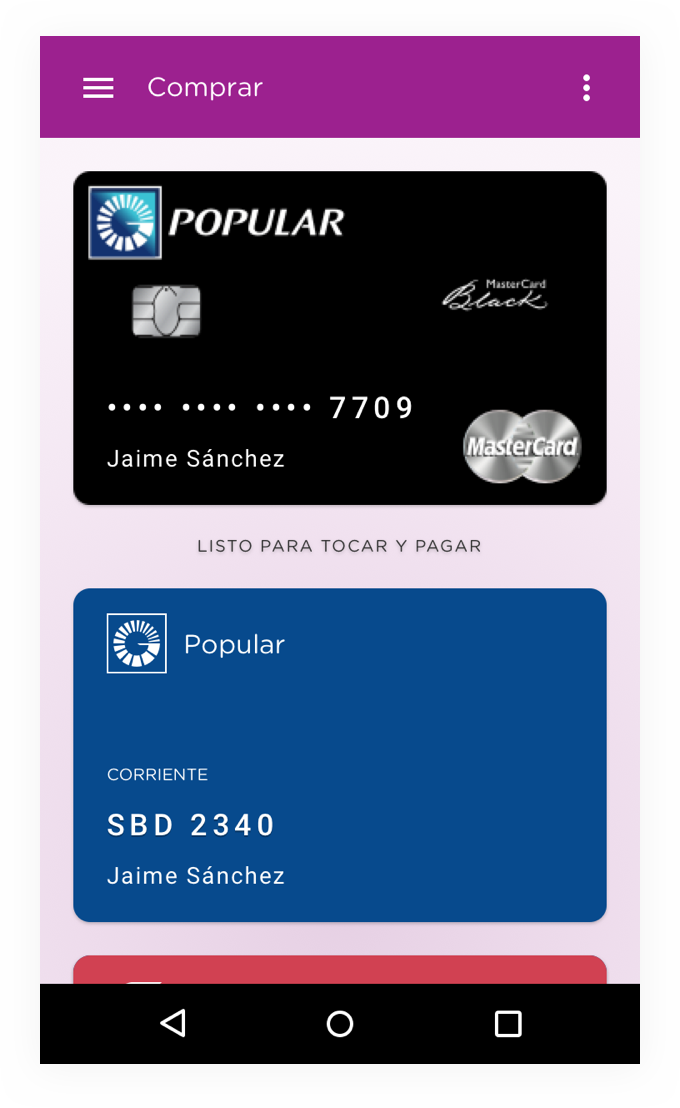 Comprar
POPULAR
MasterCard
Black
•••• •••• •••• 7709
Jaime Sánchez
MasterCard
LISTO PARA TOCAR Y PAGAR
Popular
CORRIENTE
SBD 2340
Jaime Sánchez